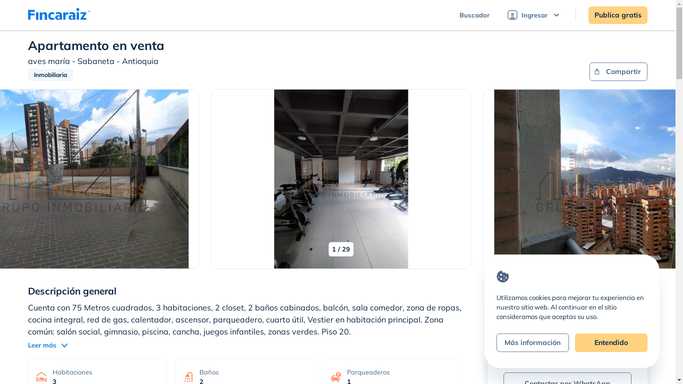 Fincaraiz
Buscador
Ingresar
Publica gratis
Apartamento en venta
aves maría - Sabaneta - Antioquia
Inmobiliaria
Compartir
GRUPO INMOBILIARIO
1 / 29
Descripción general
Cuenta con 75 Metros cuadrados, 3 habitaciones, 2 closet, 2 baños cabinados, balcón, sala comedor, zona de ropas,
cocina integral, red de gas, calentador, ascensor, parqueadero, cuarto útil. Vestier en habitación principal. Zona
común: salón social, gimnasio, piscina, cancha, juegos infantiles, zonas verdes. Piso 20.
Leer más
Habitaciones
3
Baños
2
Parqueaderos
1
Utilizamos cookies para mejorar tu experiencia en
nuestro sitio web. Al continuar en el sitio
consideramos que aceptas su uso.
Más información
Entendido
Contactar por WhatsApp